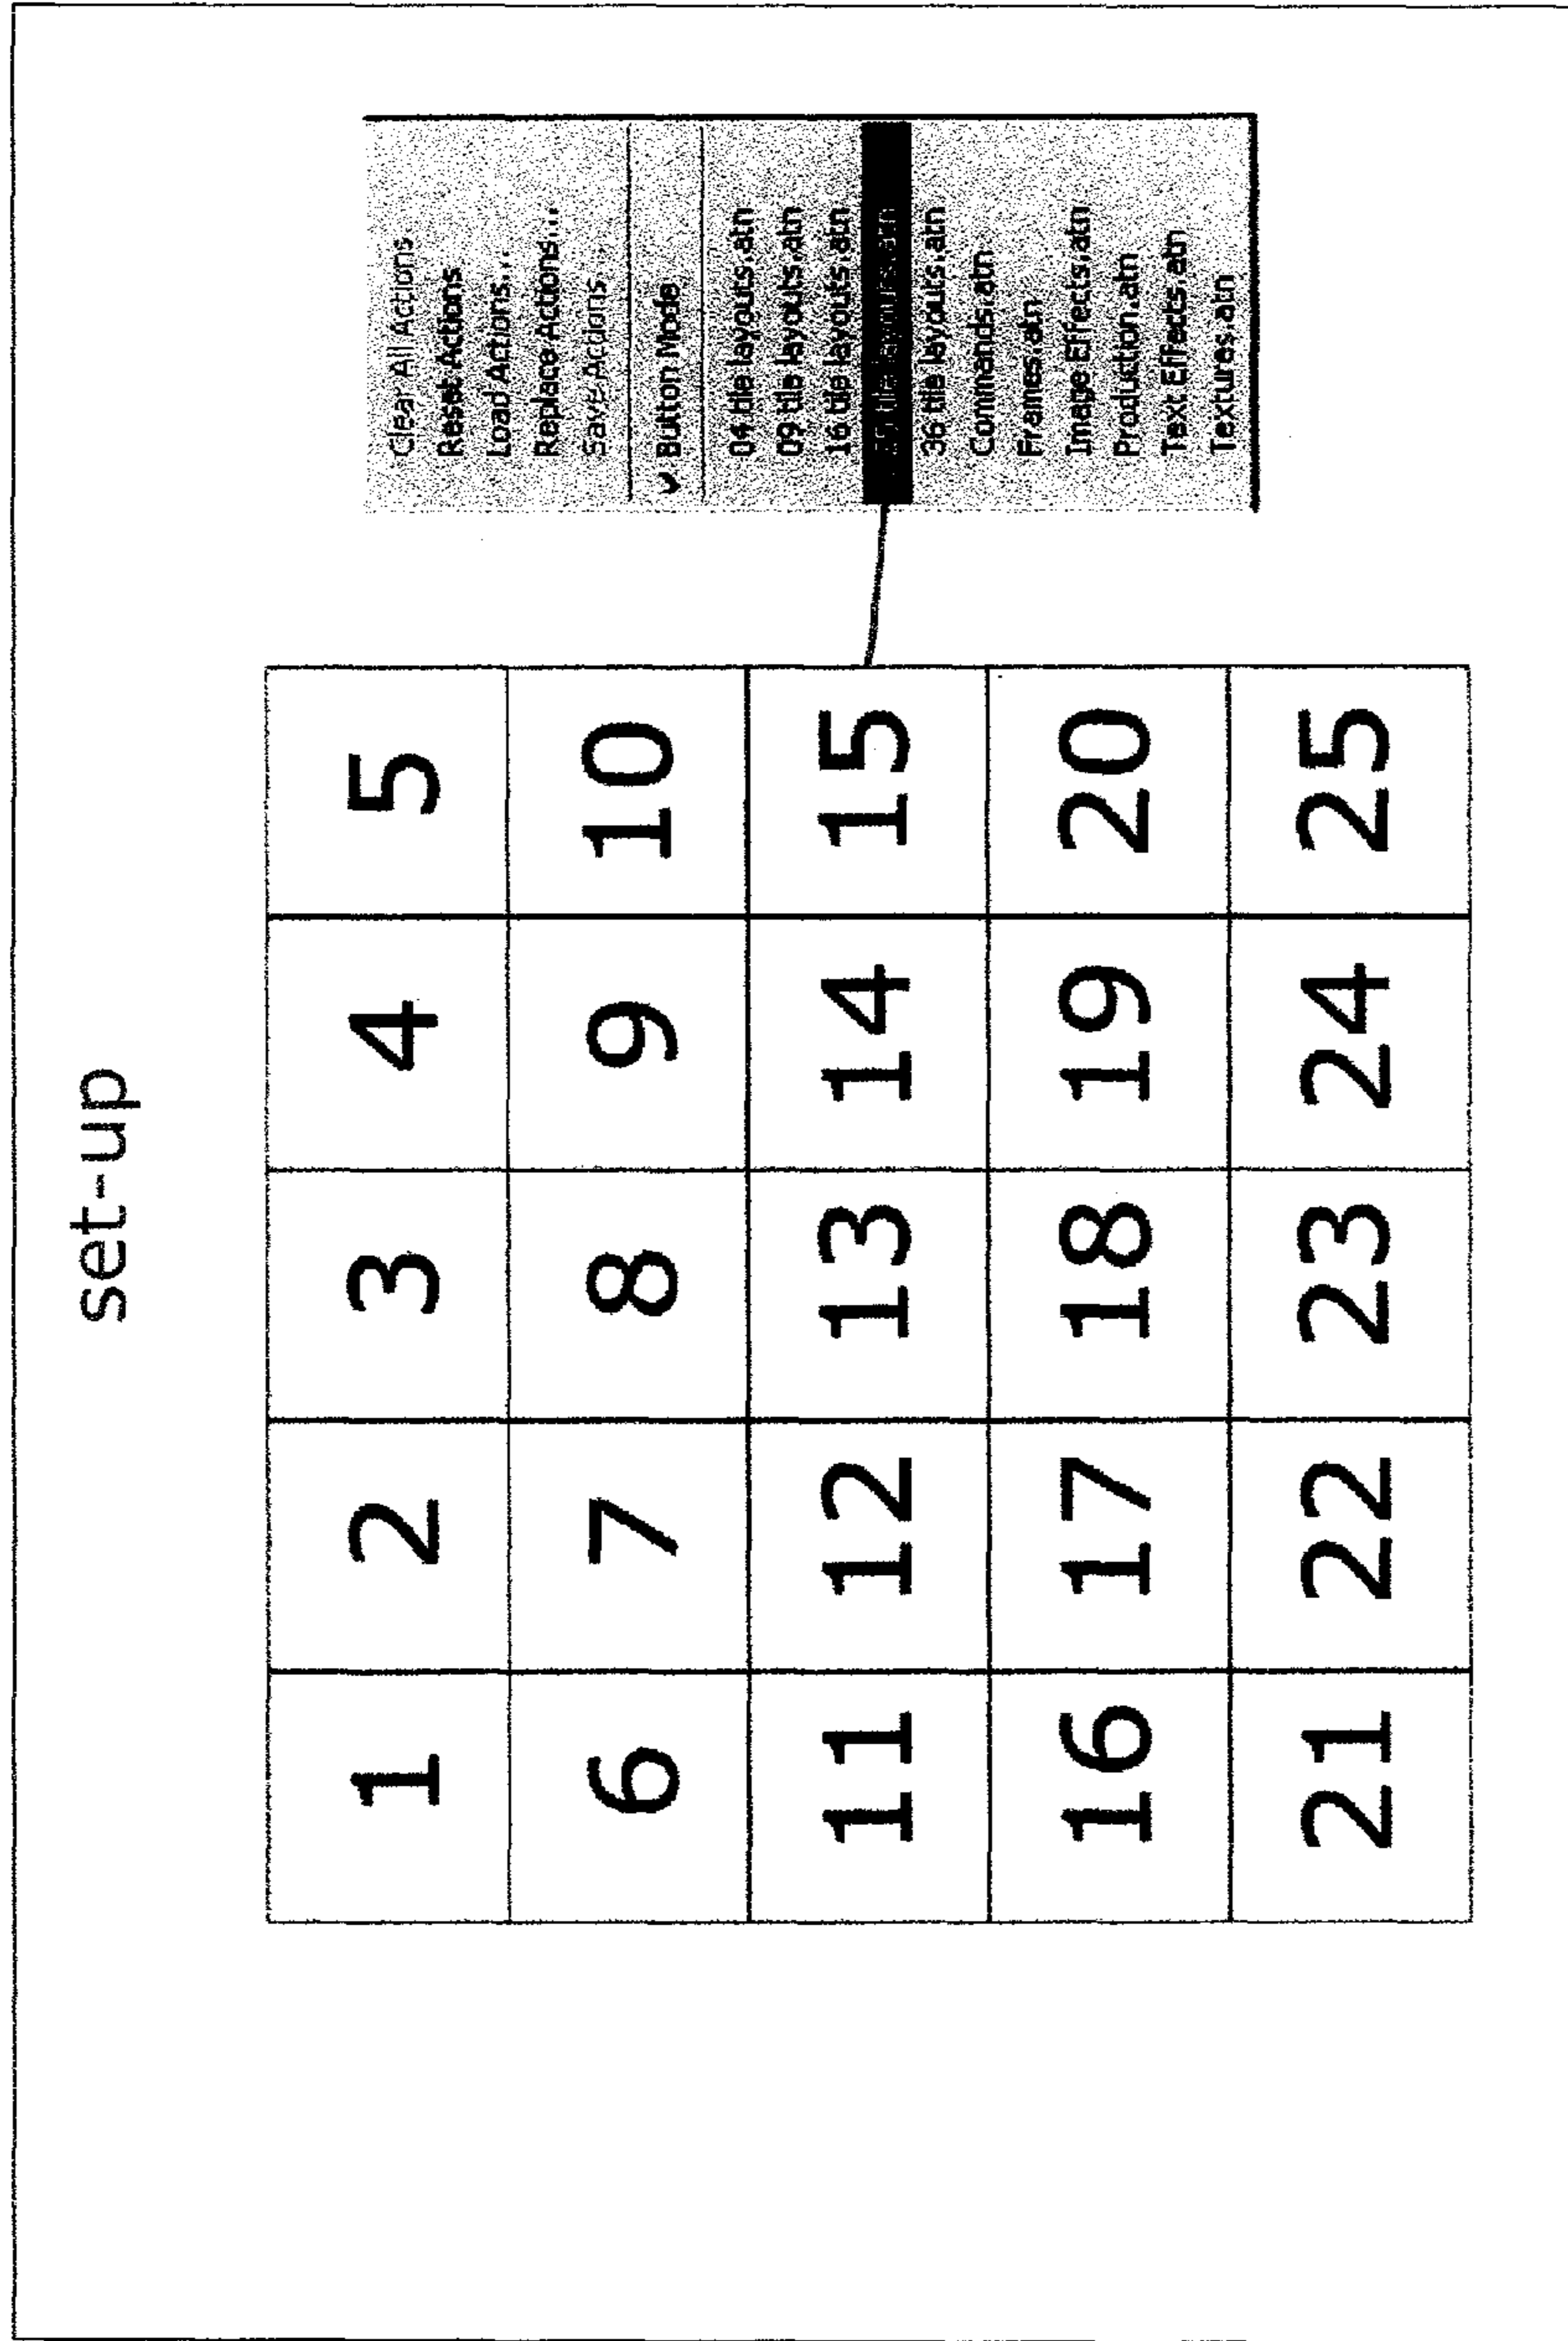 set-up
1 2 3 4 5
6 7 8 9 10
11 12 13 14 15
16 17 18 19 20
21 22 23 24 25
Clear All Actions
Reset Actions
Load Actions...
Replace Actions...
Save Actions...
✓ Button Mode
04 tile layouts.atn
09 tile layouts.atn
16 tile layouts.atn
tile layouts.atn
36 tile layouts.atn
Commands.atn
Frames.atn
Image Effects.atn
Production.atn
Text Effects.atn
Textures.atn